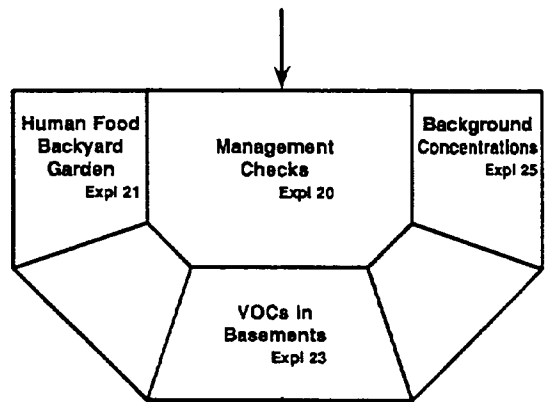 Human Food
Backyard
Garden
Expl 21
Management
Checks
Expl 20
Background
Concentrations
Expl 25
VOCs in
Basements
Expl 23